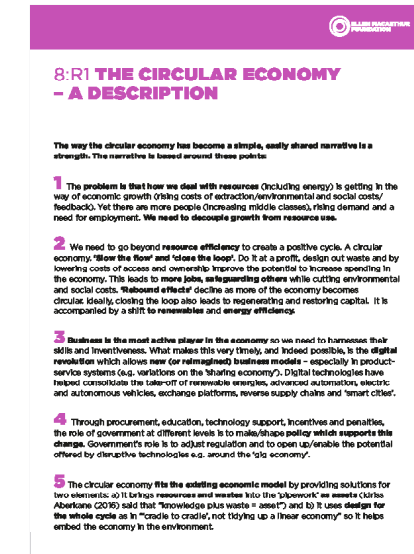 ELLEN MACARTHUR
FOUNDATION
8:R1 THE CIRCULAR ECONOMY
– A DESCRIPTION
The way the circular economy has become a simple, easily shared narrative is a
strength. The narrative is based around these points:
1 The problem is that how we deal with resources (including energy) is getting in the
way of economic growth (rising costs of extraction/environmental and social costs/
feedback). Yet there are more people (increasing middle classes), rising demand and a
need for employment. We need to decouple growth from resource use.
2 We need to go beyond resource efficiency to create a positive cycle. A circular
economy. 'Slow the flow' and 'close the loop'. Do it at a profit, design out waste and by
lowering costs of access and ownership improve the potential to increase spending in
the economy. This leads to more jobs, safeguarding others while cutting environmental
and social costs. 'Rebound effects' decline as more of the economy becomes
circular. Ideally, closing the loop also leads to regenerating and restoring capital. It is
accompanied by a shift to renewables and energy efficiency.
3 Business is the most active player in the economy so we need to harnesses their
skills and inventiveness. What makes this very timely, and indeed possible, is the digital
revolution which allows new (or reimagined) business models – especially in product-
service systems (e.g. variations on the 'sharing economy'). Digital technologies have
helped consolidate the take-off of renewable energies, advanced automation, electric
and autonomous vehicles, exchange platforms, reverse supply chains and 'smart cities'.
4 Through procurement, education, technology support, incentives and penalties,
the role of government at different levels is to make/shape policy which supports this
change. Government's role is to adjust regulation and to open up/enable the potential
offered by disruptive technologies e.g. around the 'gig economy'.
5 The circular economy fits the existing economic model by providing solutions for
two elements: a) it brings resources and wastes into the 'pipework' as assets (Idriss
Aberkane (2015) said that "knowledge plus waste = asset") and b) it uses design for
the whole cycle as in "'cradle to cradle', not tidying up a linear economy" so it helps
embed the economy in the environment.